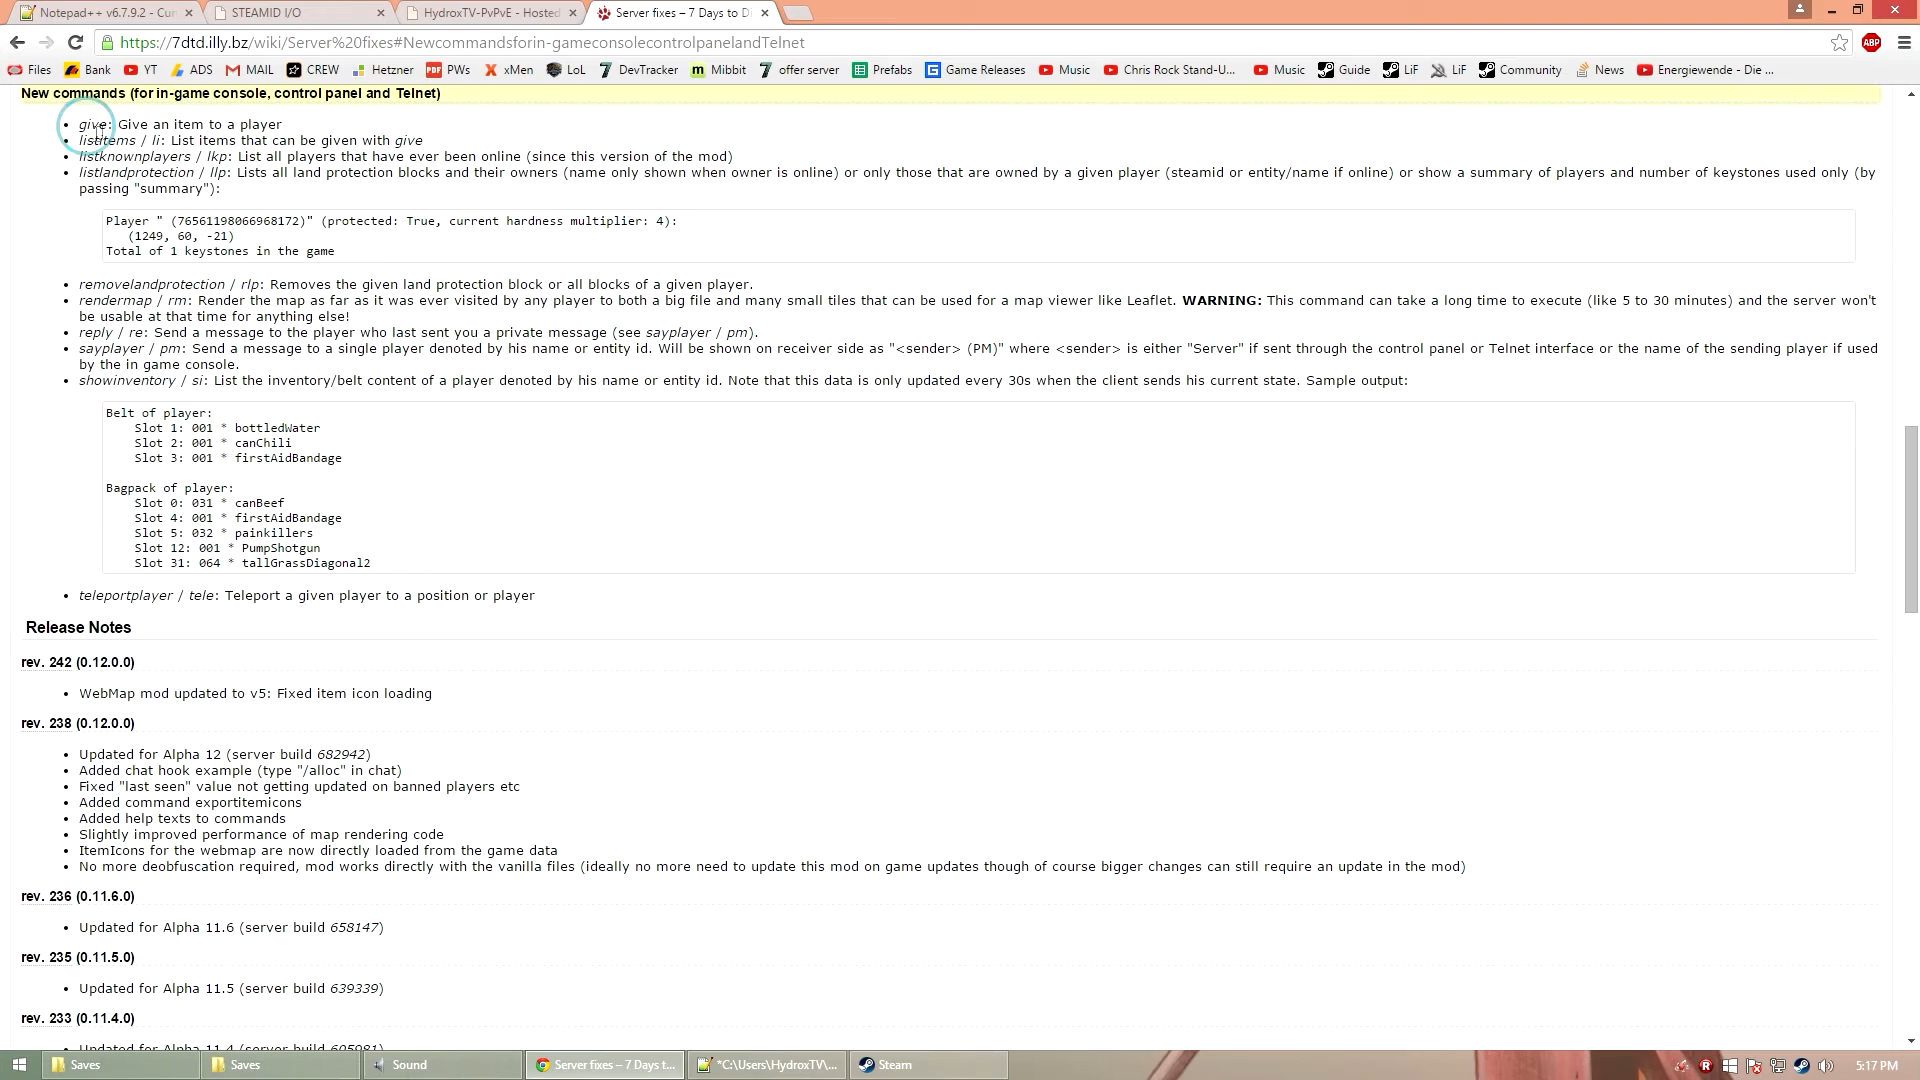 Notepad++ v6.7.9.2 - Cur
STEAMID I/O
HydroxTV-PvPvE - Hosted
Server fixes – 7 Days to D
https://7dtd.illy.bz/wiki/Server%20fixes#Newcommandsforin-gameconsolecontrolpanelandTelnet
ABP
Files Bank YT ADS MAIL CREW Hetzner PDF PWs xMen LoL DevTracker Mibbit offer server Prefabs Game Releases Music Chris Rock Stand-U... Music Guide LiF LiF Community News Energiewende - Die ...
New commands (for in-game console, control panel and Telnet)
• give: Give an item to a player
• listitems / li: List items that can be given with give
• listknownplayers / lkp: List all players that have ever been online (since this version of the mod)
• listlandprotection / llp: Lists all land protection blocks and their owners (name only shown when owner is online) or only those that are owned by a given player (steamid or entity/name if online) or show a summary of players and number of keystones used only (by
passing "summary"):
Player " (76561198066968172)" (protected: True, current hardness multiplier: 4):
(1249, 60, -21)
Total of 1 keystones in the game
• removelandprotection / rlp: Removes the given land protection block or all blocks of a given player.
• rendermap / rm: Render the map as far as it was ever visited by any player to both a big file and many small tiles that can be used for a map viewer like Leaflet. WARNING: This command can take a long time to execute (like 5 to 30 minutes) and the server won't
be usable at that time for anything else!
• reply / re: Send a message to the player who last sent you a private message (see sayplayer / pm).
• sayplayer / pm: Send a message to a single player denoted by his name or entity id. Will be shown on receiver side as "<sender> (PM)" where <sender> is either "Server" if sent through the control panel or Telnet interface or the name of the sending player if used
by the in game console.
• showinventory / si: List the inventory/belt content of a player denoted by his name or entity id. Note that this data is only updated every 30s when the client sends his current state. Sample output:
Belt of player:
Slot 1: 001 * bottledWater
Slot 2: 001 * canChili
Slot 3: 001 * firstAidBandage
Bagpack of player:
Slot 0: 031 * canBeef
Slot 4: 001 * firstAidBandage
Slot 5: 032 * painkillers
Slot 12: 001 * PumpShotgun
Slot 31: 064 * tallGrassDiagonal2
• teleportplayer / tele: Teleport a given player to a position or player
Release Notes
rev. 242 (0.12.0.0)
• WebMap mod updated to v5: Fixed item icon loading
rev. 238 (0.12.0.0)
• Updated for Alpha 12 (server build 682942)
• Added chat hook example (type "/alloc" in chat)
• Fixed "last seen" value not getting updated on banned players etc
• Added command exportitemicons
• Added help texts to commands
• Slightly improved performance of map rendering code
• ItemIcons for the webmap are now directly loaded from the game data
• No more deobfuscation required, mod works directly with the vanilla files (ideally no more need to update this mod on game updates though of course bigger changes can still require an update in the mod)
rev. 236 (0.11.6.0)
• Updated for Alpha 11.6 (server build 658147)
rev. 235 (0.11.5.0)
• Updated for Alpha 11.5 (server build 639339)
rev. 233 (0.11.4.0)
• Updated for Alpha 11.4 (server build 605981)
Saves Saves Sound Server fixes – 7 Days t... *C:\Users\HydroxTV\... Steam 5:17 PM